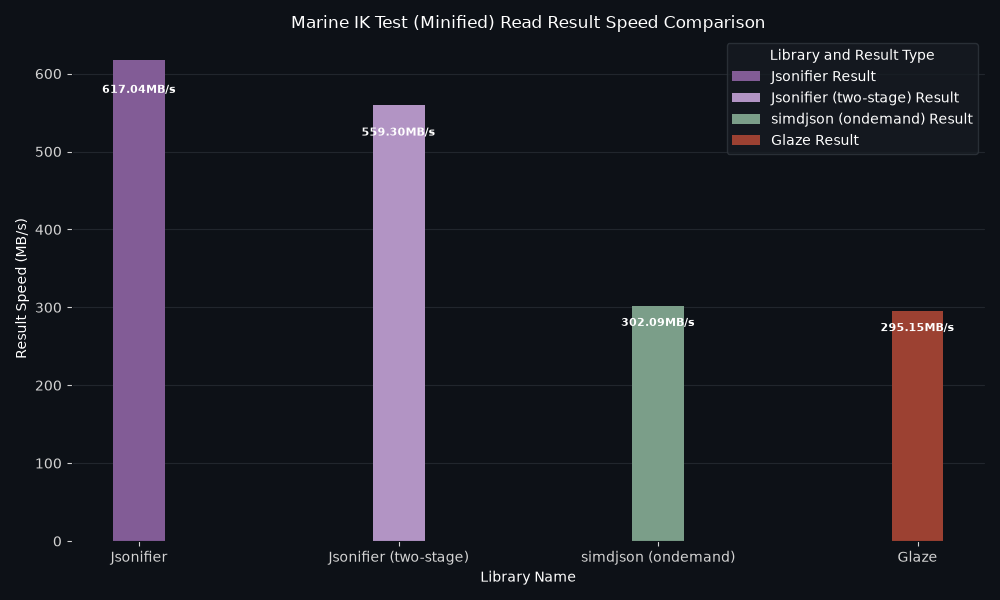 Marine IK Test (Minified) Read Result Speed Comparison
Library and Result Type
Jsonifier Result
Jsonifier (two-stage) Result
simdjson (ondemand) Result
Glaze Result
617.04MB/s
559.30MB/s
302.09MB/s
295.15MB/s
Result Speed (MB/s)
600
500
400
300
200
100
0
Jsonifier
Jsonifier (two-stage)
simdjson (ondemand)
Glaze
Library Name